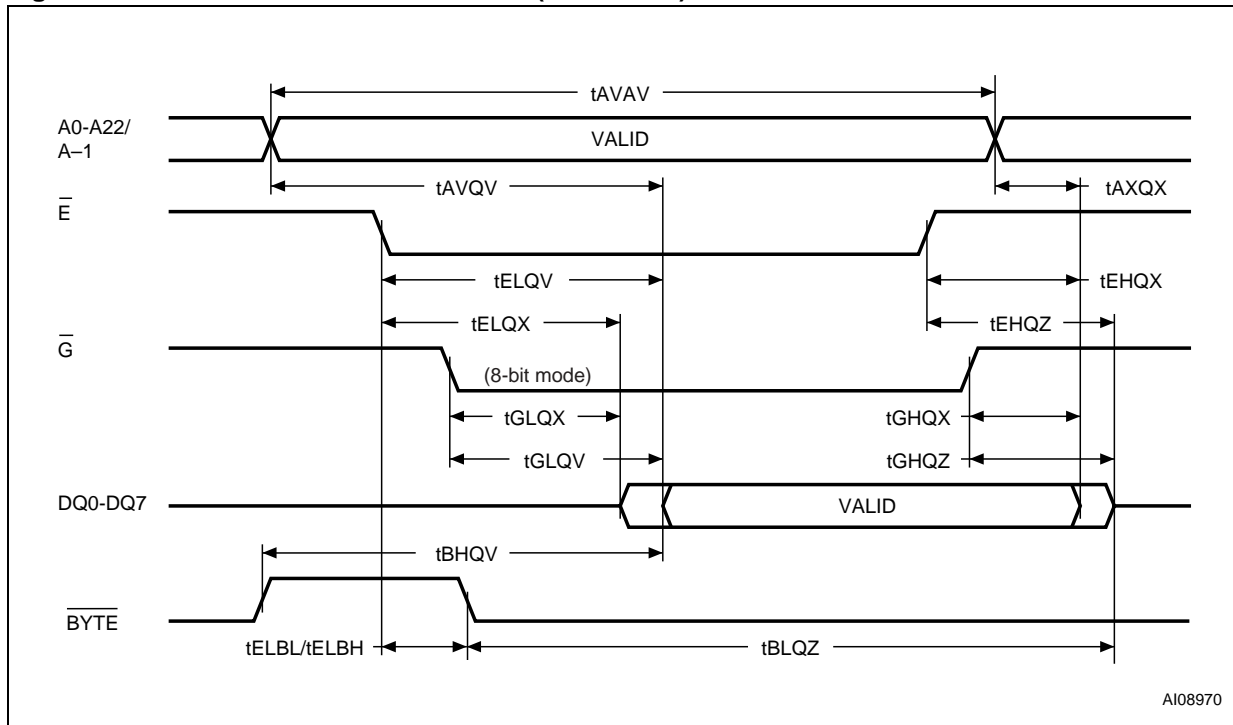 tAVAV
A0-A22/
A–1
VALID
tAVQV
tAXQX
E
tELQV
tEHQX
tELQX
tEHQZ
G
(8-bit mode)
tGLQX
tGHQX
tGLQV
tGHQZ
DQ0-DQ7
VALID
tBHQV
BYTE
tELBL/tELBH
tBLQZ
AI08970